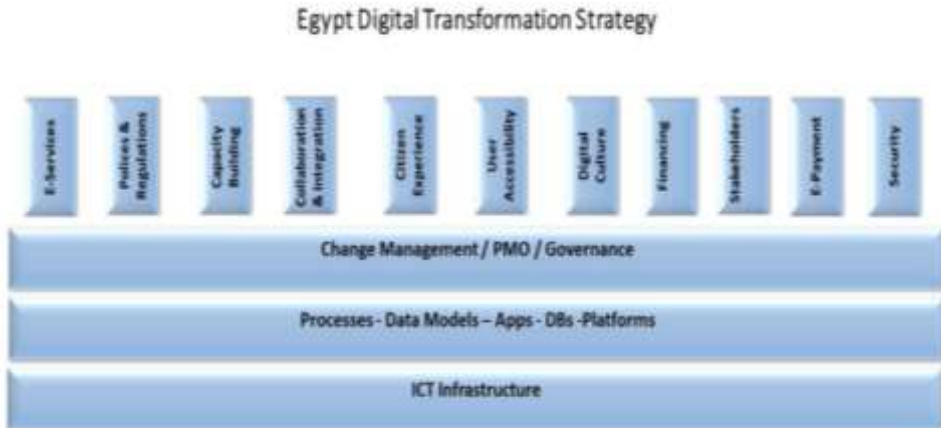 Egypt Digital Transformation Strategy
E-Services
Polices &
Regulations
Capacity
Building
Collaboration
& Integration
Citizen
Experience
User
Accessibility
Digital
Culture
Financing
Stakeholders
E-Payment
Security
Change Management / PMO / Governance
Processes - Data Models – Apps - DBs -Platforms
ICT Infrastructure